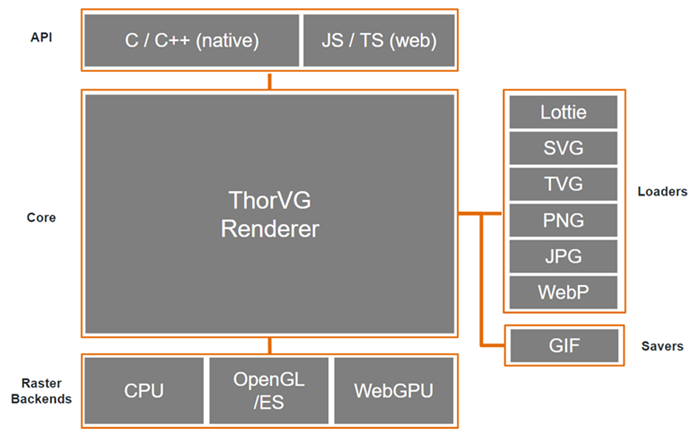 API
C / C++ (native)
JS / TS (web)
Core
ThorVG
Renderer
Lottie
SVG
TVG
PNG
JPG
WebP
Loaders
GIF
Savers
Raster
Backends
CPU
OpenGL
/ES
WebGPU